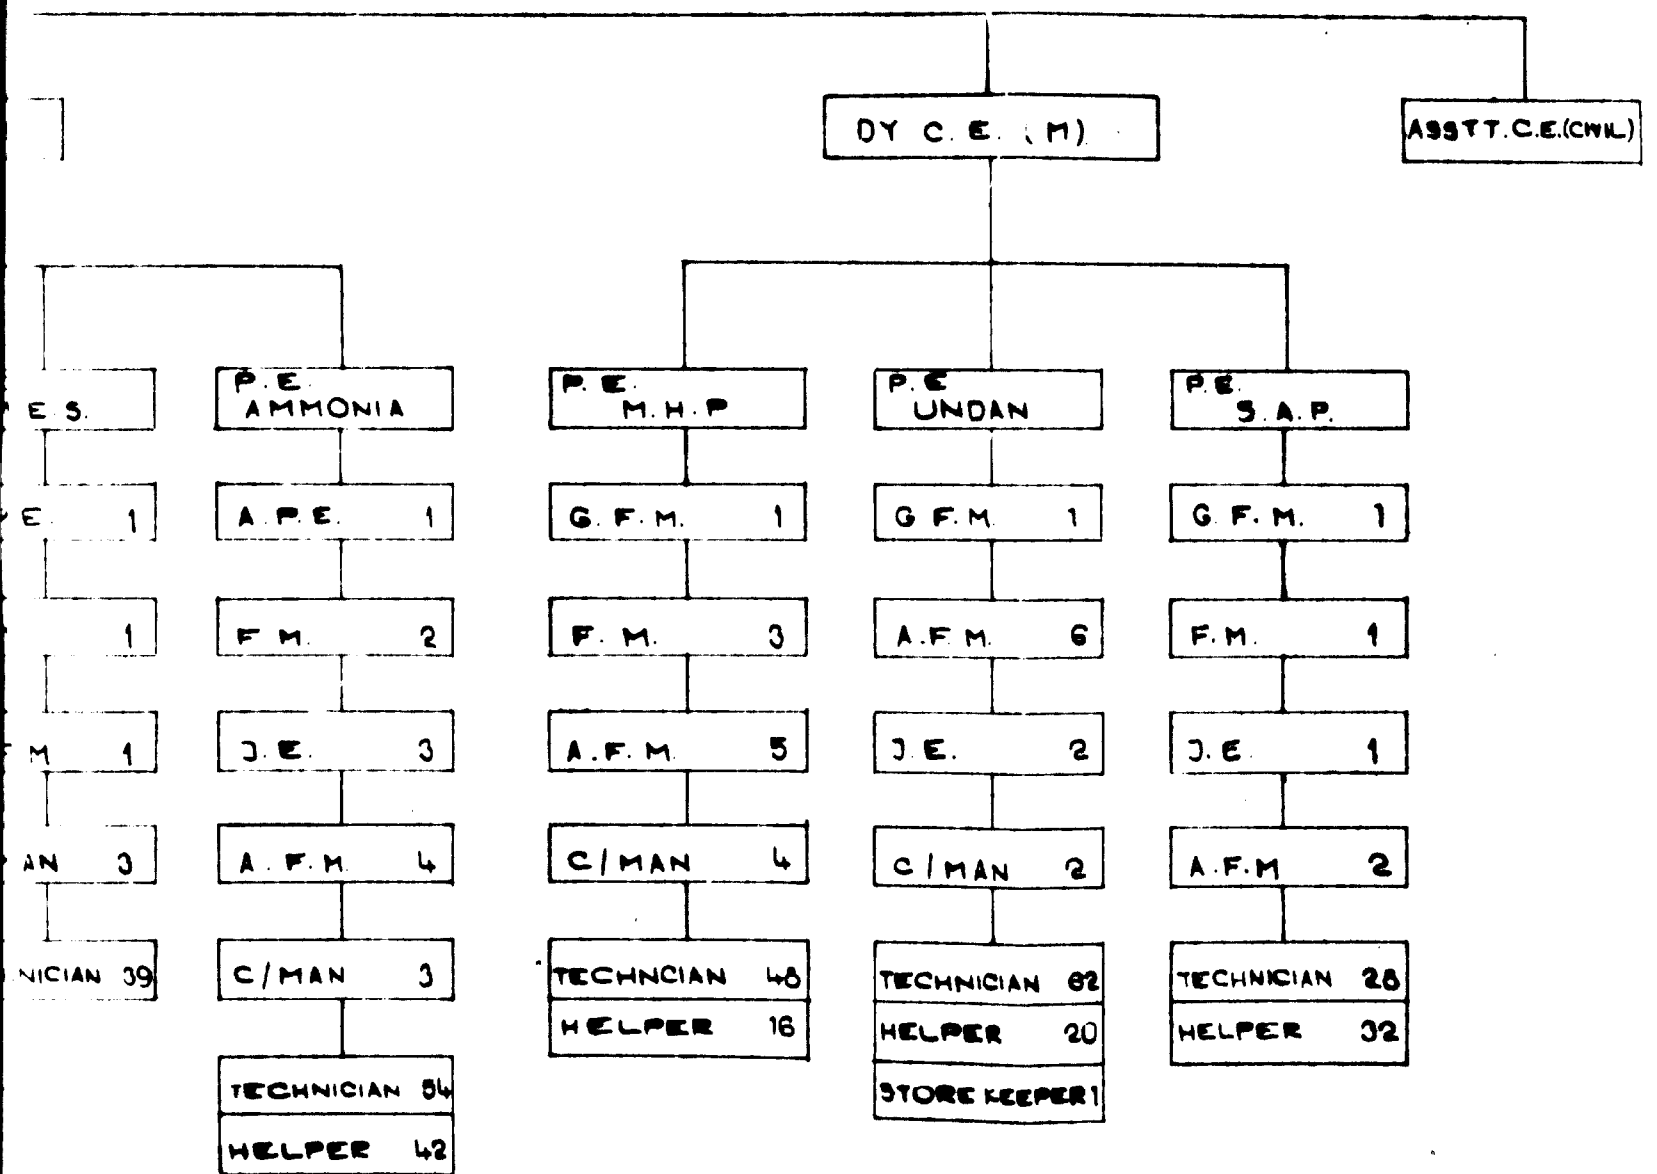 DY C. E. (M)
ASSTT. C.E. (CIVIL)
E. S.
E. 1
1
M 1
AN 3
NICIAN 39
P. E.
AMMONIA
A. P. E. 1
F M. 2
J. E. 3
A. F. M. 4
C/MAN 3
TECHNICIAN 54
HELPER 42
P. E.
M. H. P
G. F. M. 1
F. M. 3
A. F. M. 5
C/MAN 4
TECHNCIAN 48
HELPER 16
P. E
UNDAN
G F.M. 1
A.F.M. 6
J.E. 2
C/MAN 2
TECHNICIAN 62
HELPER 20
STORE KEEPER 1
P.E.
S.A.P.
G. F. M. 1
F.M. 1
J.E. 1
A.F.M 2
TECHNICIAN 28
HELPER 32